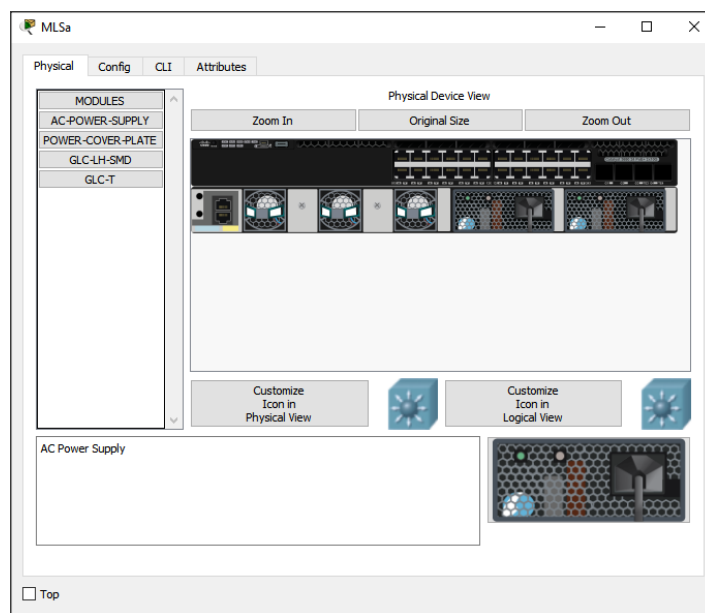 MLSa
Physical
Config
CLI
Attributes
MODULES
AC-POWER-SUPPLY
POWER-COVER-PLATE
GLC-LH-SMD
GLC-T
Physical Device View
Zoom In
Original Size
Zoom Out
Customize
Icon in
Physical View
Customize
Icon in
Logical View
AC Power Supply
Top